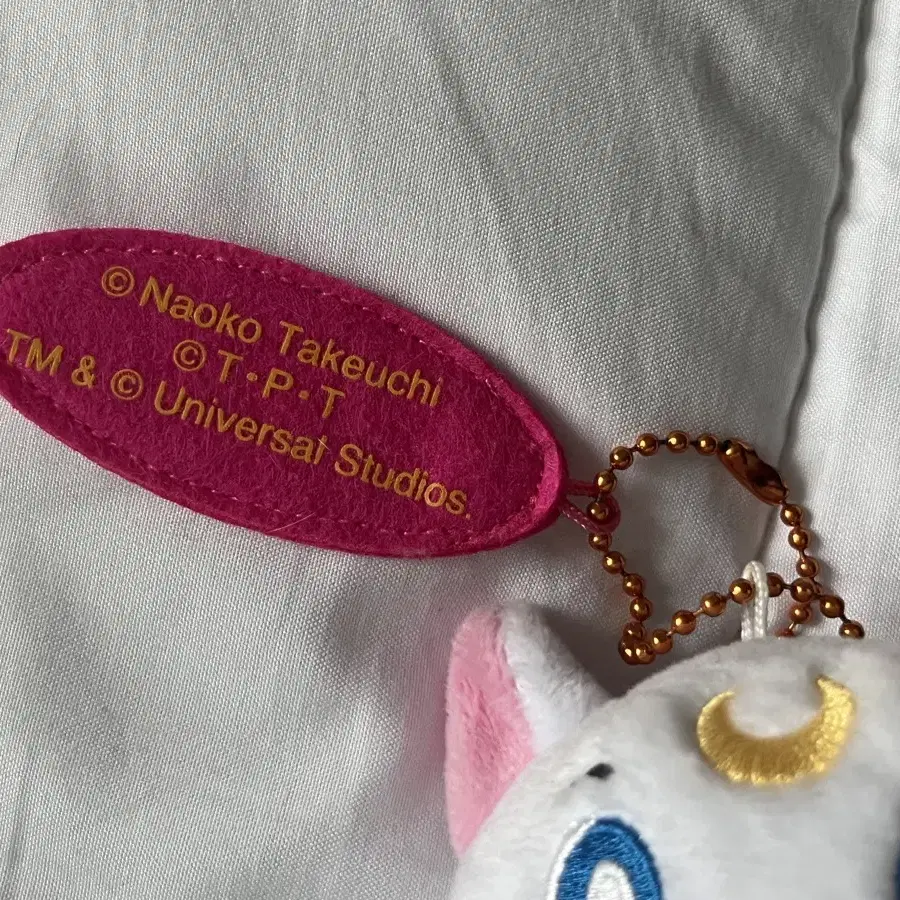 © Naoko Takeuchi
© T・P・T
TM & © Universal Studios.